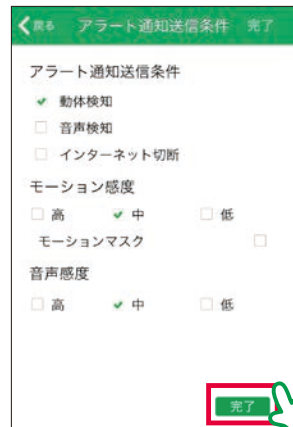 戻る アラート通知送信条件 完了
アラート通知送信条件
動体検知
音声検知
インターネット切断
モーション感度
高 中 低
モーションマスク
音声感度
高 中 低
完了